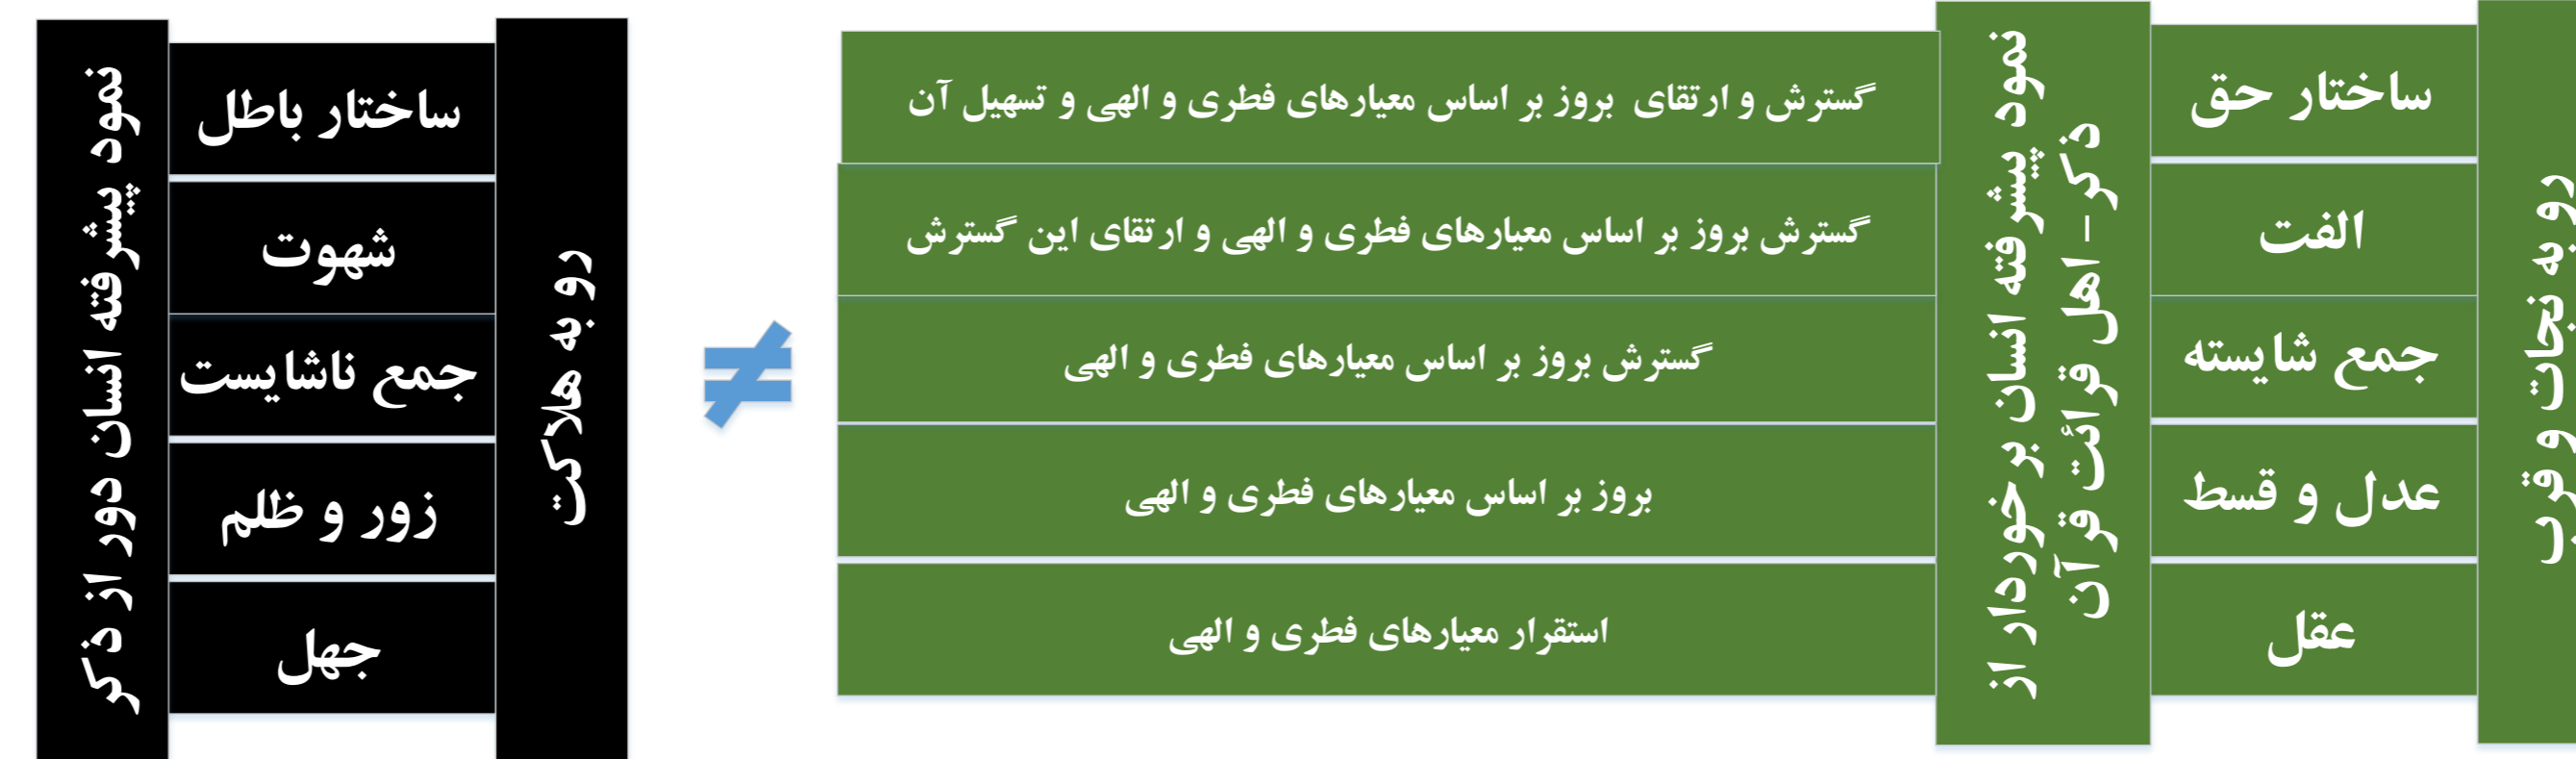 رو به نجات و قرب
ساختار حق
الفت
جمع شایسته
عدل و قسط
عقل
نمود پیشرفته انسان برخوردار از
ذکر - اهل قرائت قرآن
گسترش و ارتقای بروز بر اساس معیارهای فطری و الهی و تسهیل آن
گسترش بروز بر اساس معیارهای فطری و الهی و ارتقای این گسترش
گسترش بروز بر اساس معیارهای فطری و الهی
بروز بر اساس معیارهای فطری و الهی
استقرار معیارهای فطری و الهی
≠
رو به هلاکت
ساختار باطل
شهوت
جمع ناشایست
زور و ظلم
جهل
نمود پیشرفته انسان دور از ذکر